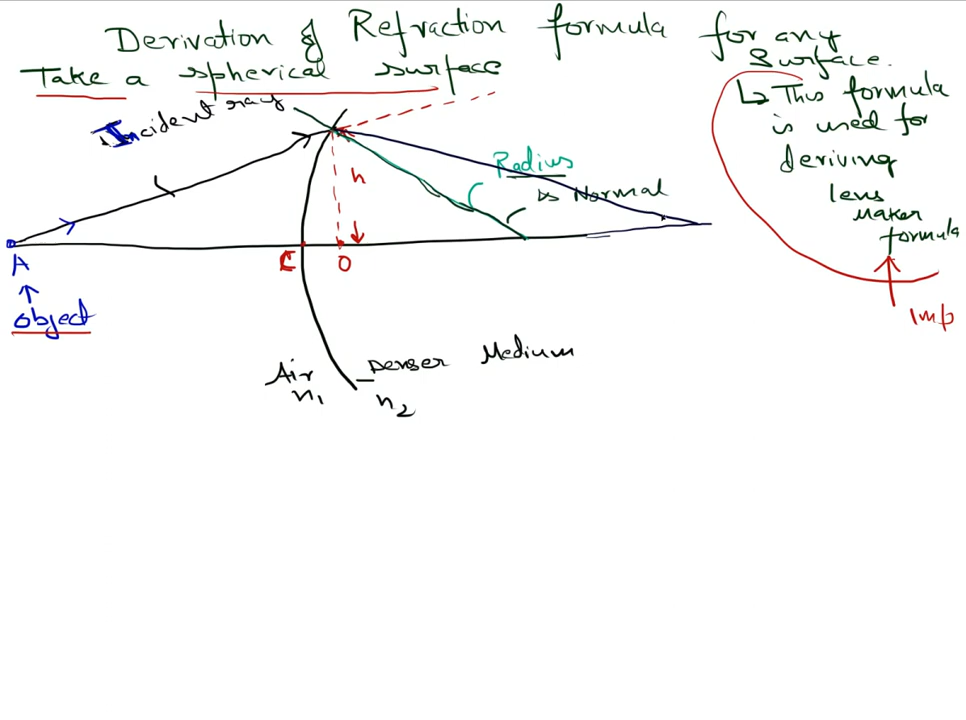 Derivation of Refraction formula for any
Surface.
Take a spherical surface
↳ This formula
is used for
deriving
lens
maker
formula
Imp
Incident ray
h
Radius
is Normal
A
C
O
object
Air
n₁
Denser Medium
n₂